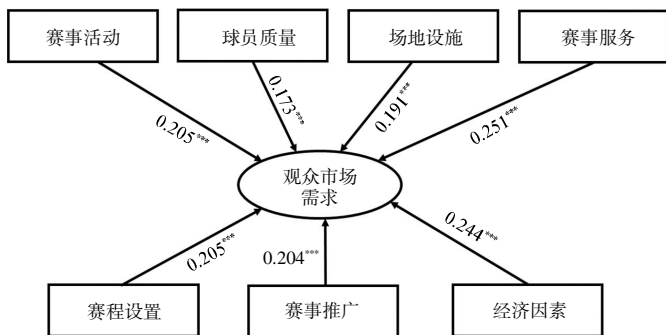 赛事活动
球员质量
场地设施
赛事服务
0.205***
0.173***
0.191***
0.251***
观众市场
需求
0.205***
0.204***
0.244***
赛程设置
赛事推广
经济因素